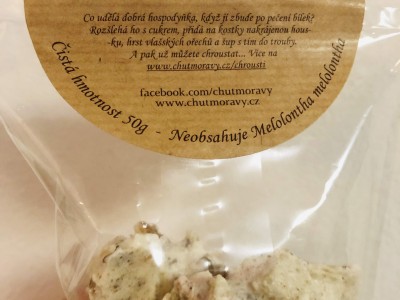 Co udělá dobrá hospodyňka, když jí zbude po pečení bílek?
Rozšlehá ho s cukrem, přidá na kostky nakrájenou hous-
-ku, hrst vlašských ořechů a šup s tím do trouby.
A pak už můžete chroustat... Více na
www.chutmoravy.cz/chrousti
facebook.com/chutmoravy
www.chutmoravy.cz
Čistá hmotnost 50g - Neobsahuje Melolontha melolontha